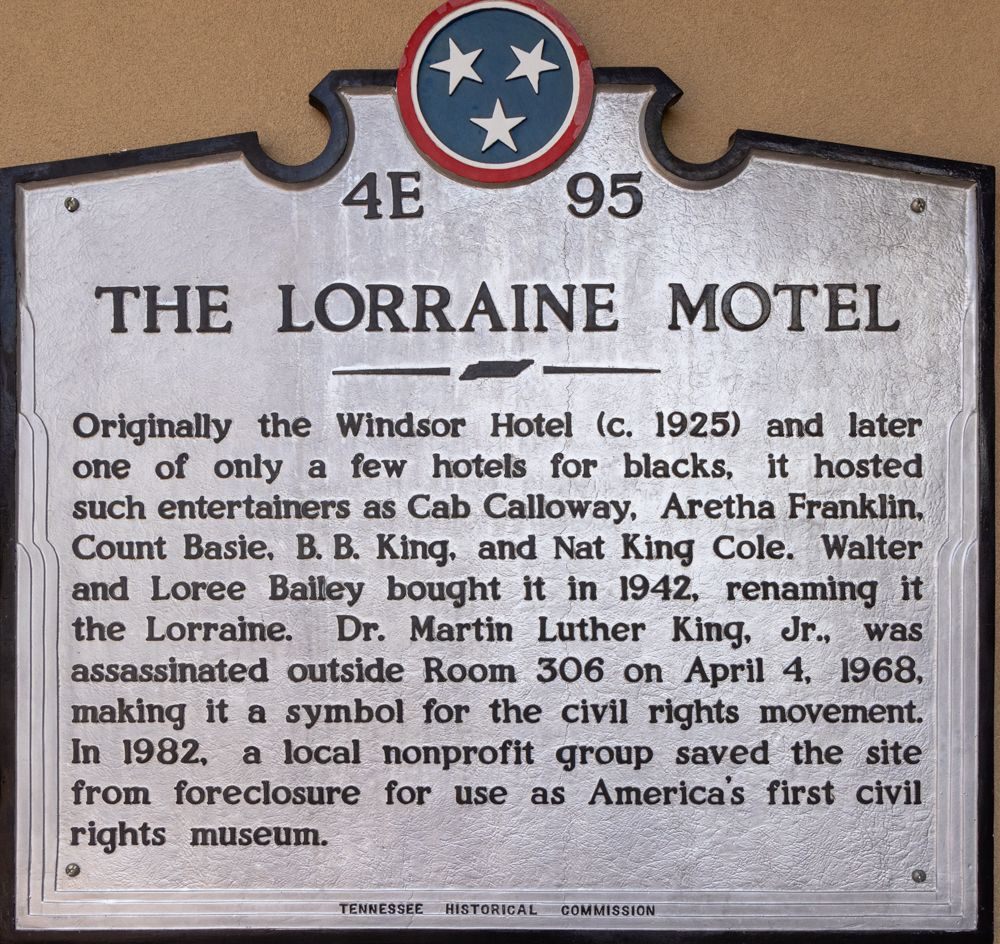 4E 95
THE LORRAINE MOTEL
Originally the Windsor Hotel (c. 1925) and later
one of only a few hotels for blacks, it hosted
such entertainers as Cab Calloway, Aretha Franklin,
Count Basie, B. B. King, and Nat King Cole. Walter
and Loree Bailey bought it in 1942, renaming it
the Lorraine. Dr. Martin Luther King, Jr., was
assassinated outside Room 306 on April 4, 1968,
making it a symbol for the civil rights movement.
In 1982, a local nonprofit group saved the site
from foreclosure for use as America's first civil
rights museum.
TENNESSEE HISTORICAL COMMISSION